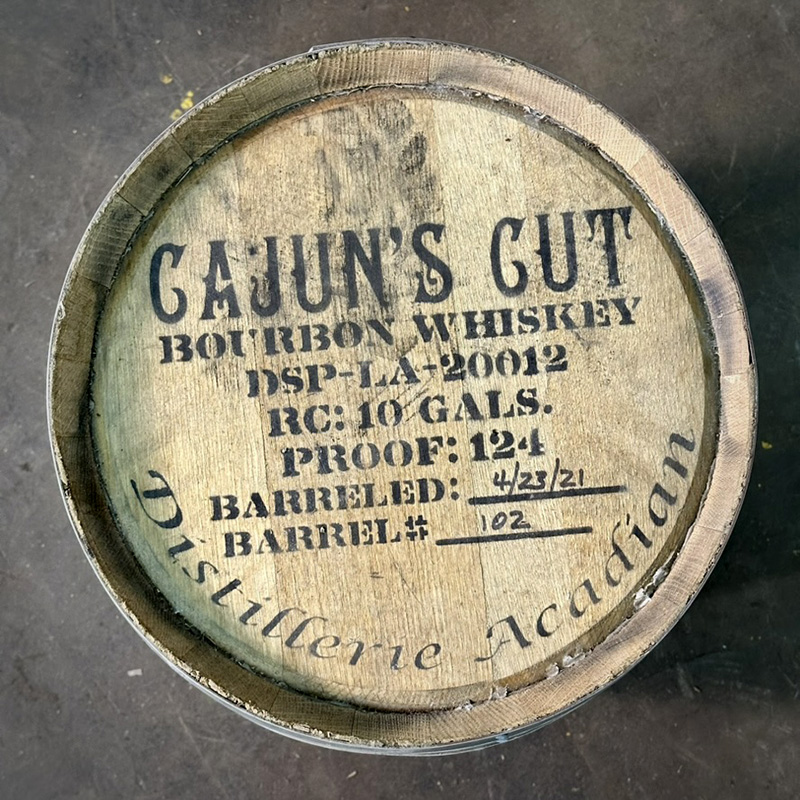 CAJUN'S CUT
BOURBON WHISKEY
DSP-LA-20012
RC: 10 GALS.
PROOF: 124
BARRELED: 4/23/21
BARREL# 102
Distillerie Acadian